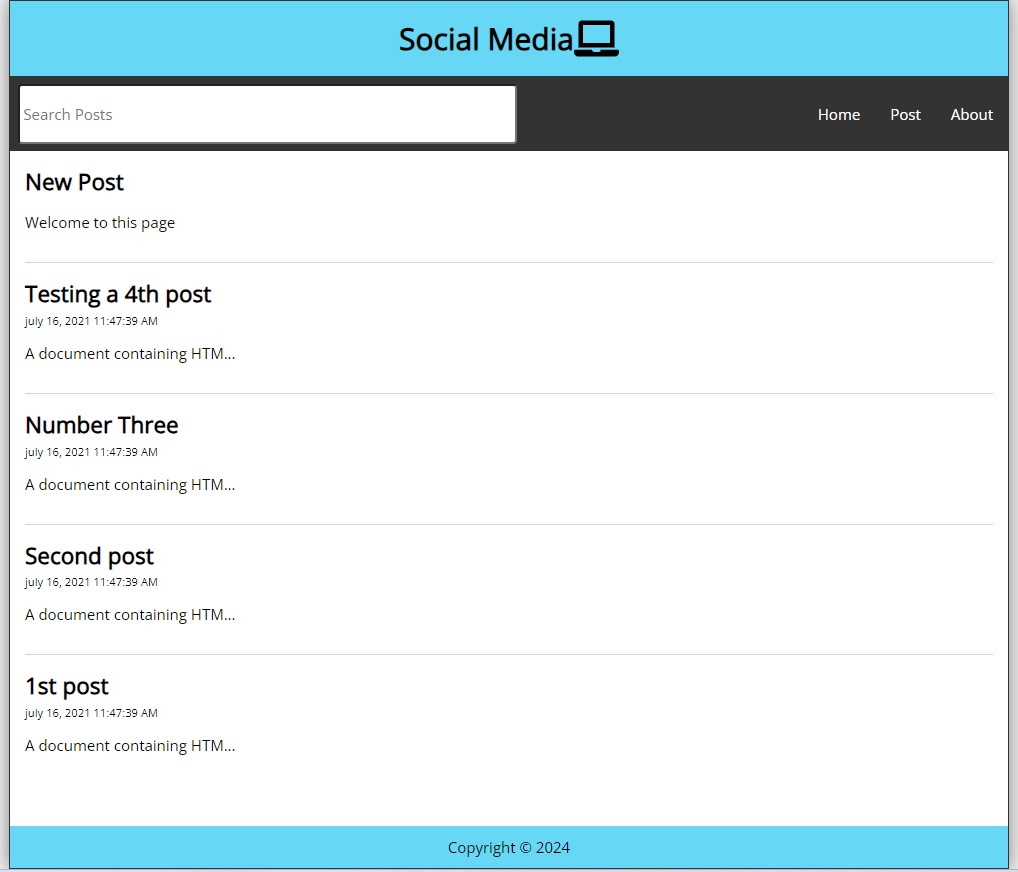 Social Media
Search Posts
Home Post About
New Post
Welcome to this page
Testing a 4th post
july 16, 2021 11:47:39 AM
A document containing HTM...
Number Three
july 16, 2021 11:47:39 AM
A document containing HTM...
Second post
july 16, 2021 11:47:39 AM
A document containing HTM...
1st post
july 16, 2021 11:47:39 AM
A document containing HTM...
Copyright © 2024